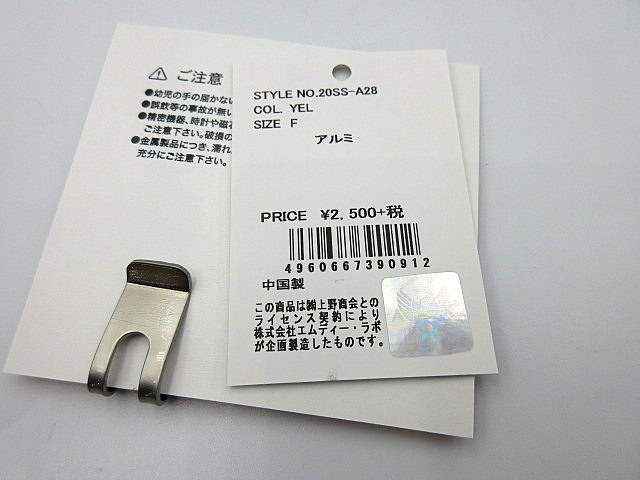 ⚠ ご注意
●幼児の手の届かない
●誤飲等の事故が無い
●精密機器、時計や磁
ご注意下さい。破損の
●金属製品につき、濡れ
充分にご注意下さい。
STYLE NO.20SS-A28
COL. YEL
SIZE F
アルミ
PRICE ¥2,500+税
4960667390912
中国製
この商品は㈱上野商会との
ライセンス契約により
株式会社エムディー・ラボ
が企画製造したものです。